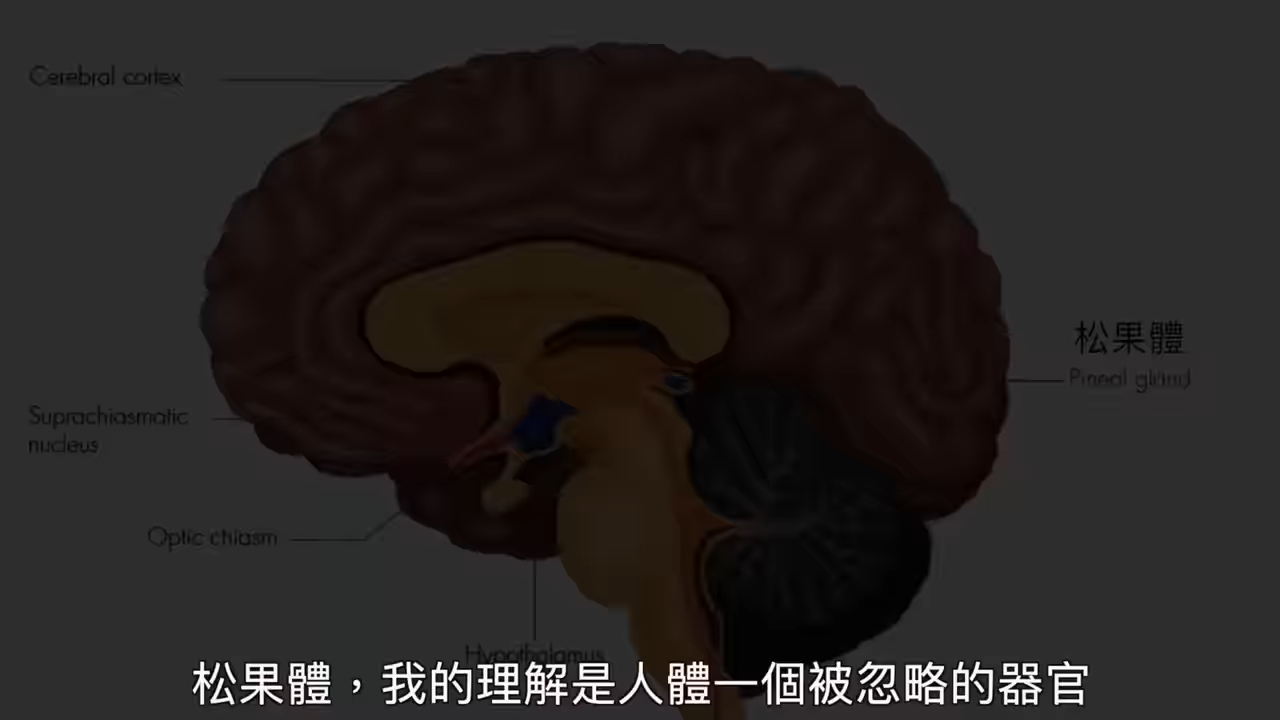 Cerebral cortex
松果體
Pineal gland
Suprachiasmatic
nucleus
Optic chiasm
Hypothalamus
松果體，我的理解是人體一個被忽略的器官